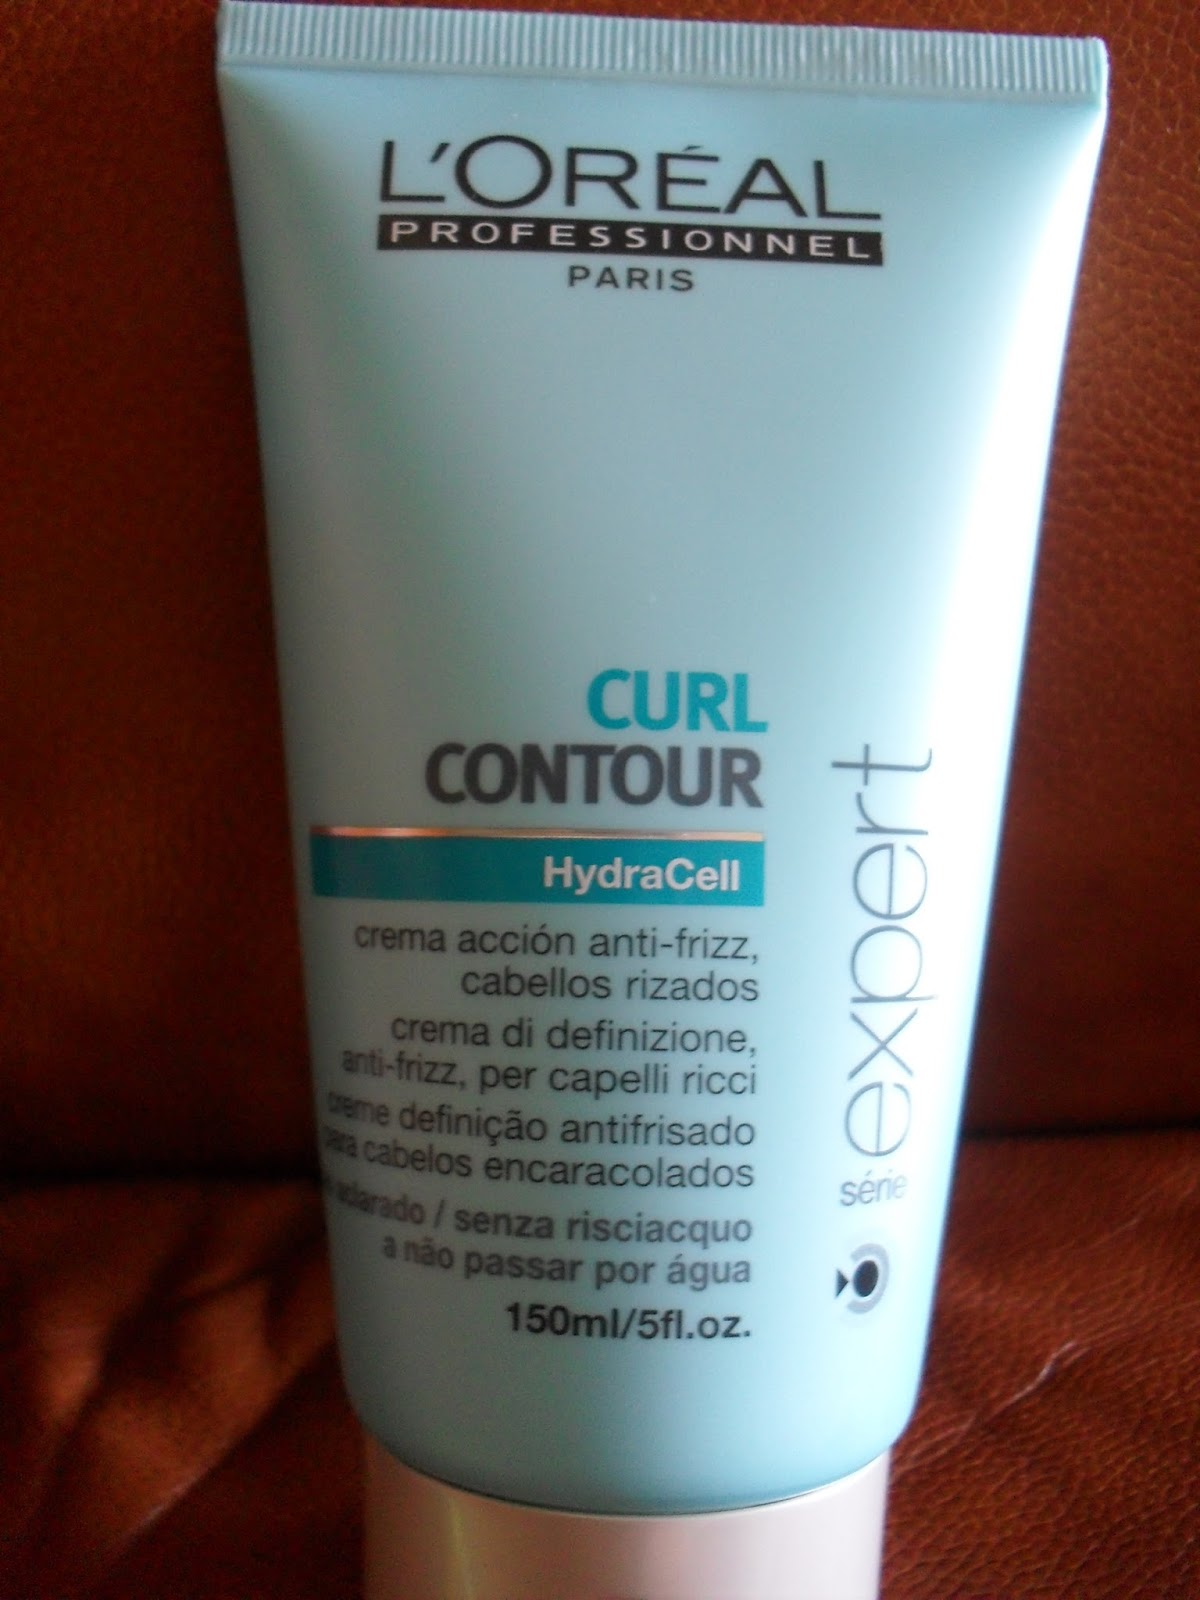 L'ORÉAL
PROFESSIONNEL
PARIS
CURL
CONTOUR
HydraCell
crema acción anti-frizz,
cabellos rizados
crema di definizione,
anti-frizz, per capelli ricci
creme definição antifrisado
para cabelos encaracolados
aclarado / senza risciacquo
a não passar por água
150ml/5fl.oz.
série expert